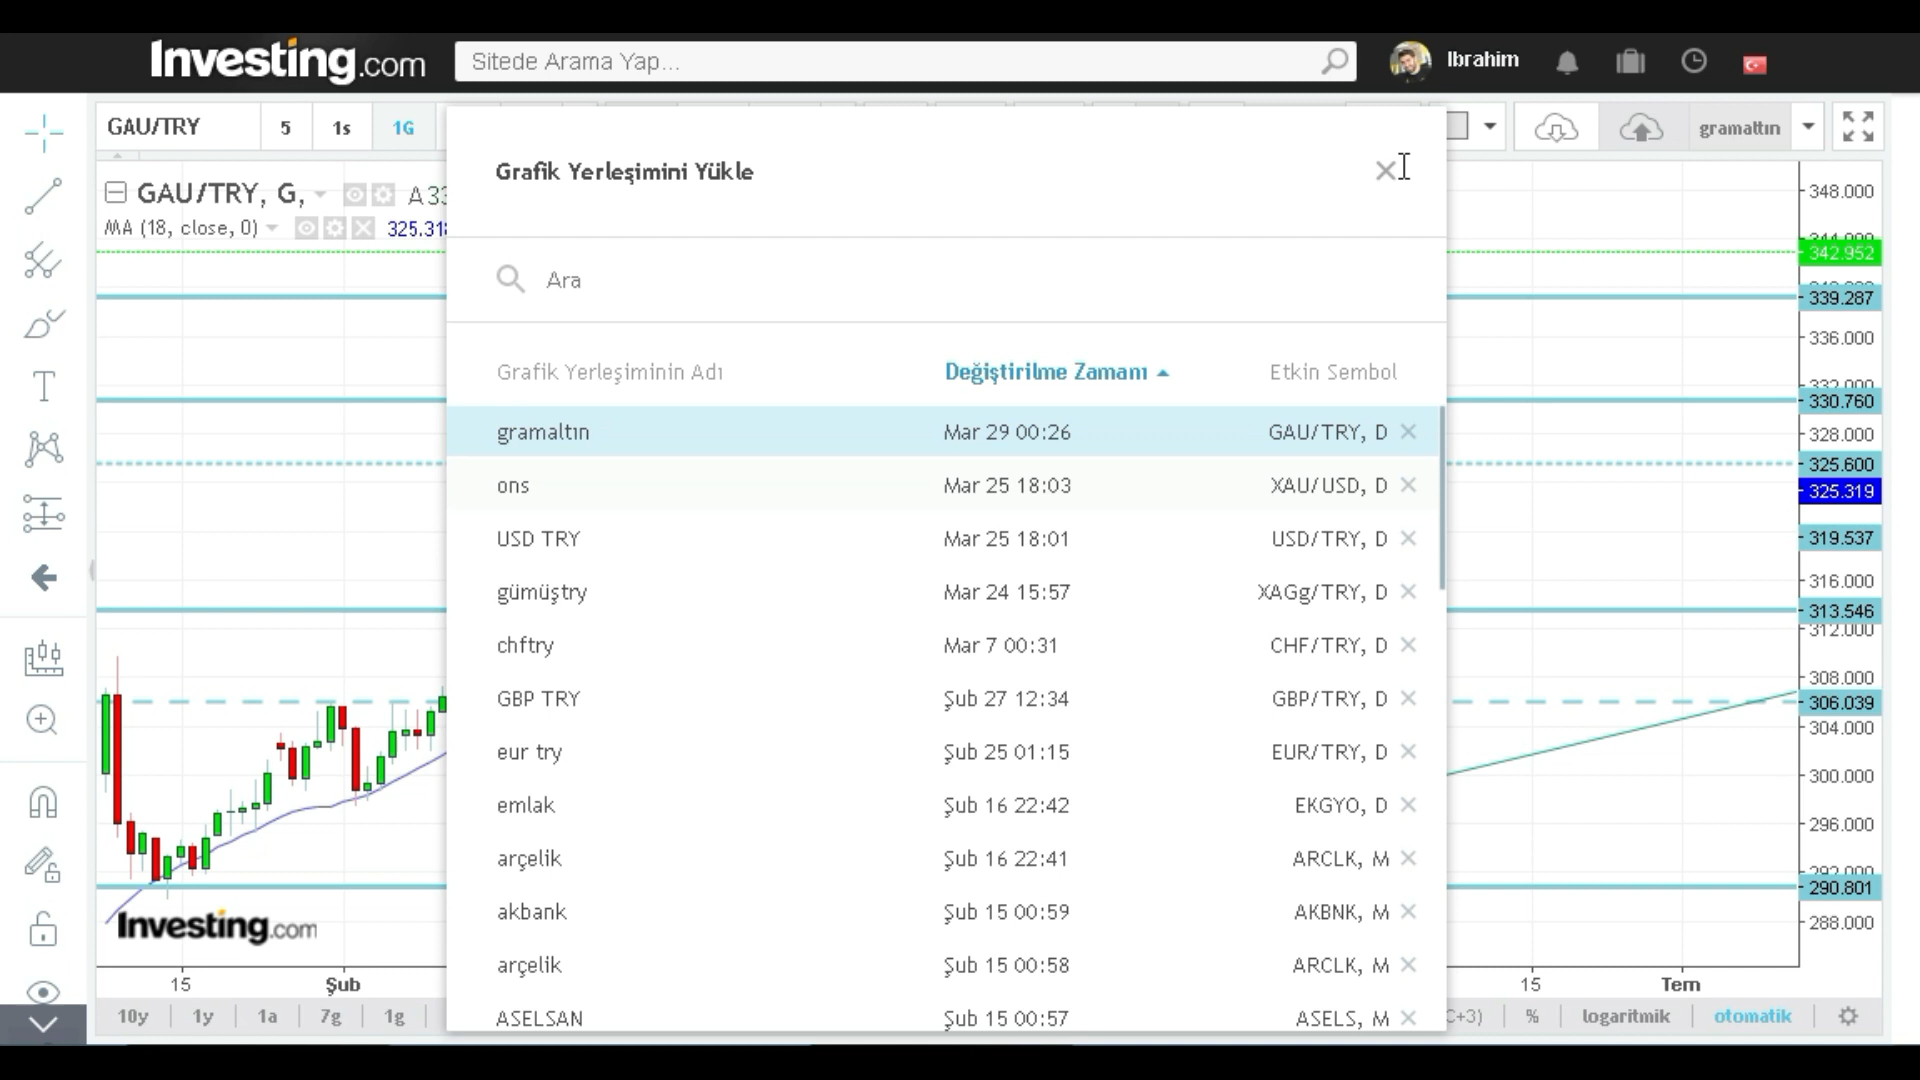 Investing.com
Sitede Arama Yap...
Ibrahim
GAU/TRY 5 1s 1G
gramaltın
Grafik Yerleşimini Yükle
GAU/TRY, G,
MA (18, close, 0)
Ara
Grafik Yerleşiminin Adı Değiştirilme Zamanı Etkin Sembol
gramaltın Mar 29 00:26 GAU/TRY, D
ons Mar 25 18:03 XAU/USD, D
USD TRY Mar 25 18:01 USD/TRY, D
gümüştry Mar 24 15:57 XAGg/TRY, D
chftry Mar 7 00:31 CHF/TRY, D
GBP TRY Şub 27 12:34 GBP/TRY, D
eur try Şub 25 01:15 EUR/TRY, D
emlak Şub 16 22:42 EKGYO, D
arçelik Şub 16 22:41 ARCLK, M
akbank Şub 15 00:59 AKBNK, M
arçelik Şub 15 00:58 ARCLK, M
ASELSAN Şub 15 00:57 ASELS, M
348.000
342.952
339.287
336.000
330.760
328.000
325.600
325.319
319.537
316.000
313.546
312.000
308.000
306.039
304.000
300.000
296.000
290.801
288.000
Investing.com
15 Şub 15 Tem
10y 1y 1a 7g 1g
% logaritmik otomatik